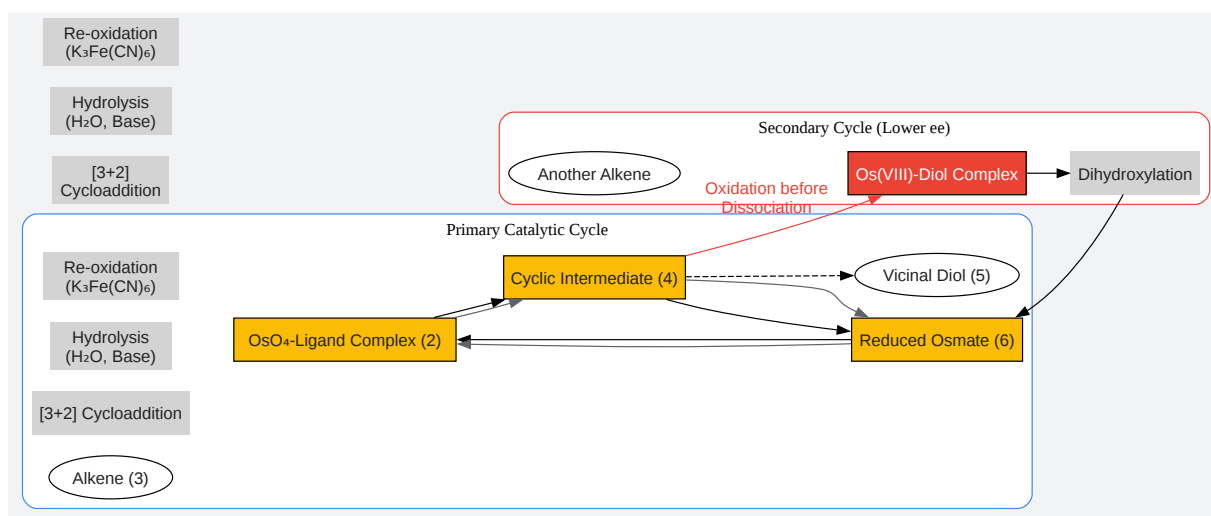 Re-oxidation
(K₃Fe(CN)₆)
Hydrolysis
(H₂O, Base)
[3+2]
Cycloaddition
Secondary Cycle (Lower ee)
Another Alkene
Os(VIII)-Diol Complex
Dihydroxylation
Oxidation before
Dissociation
Primary Catalytic Cycle
Re-oxidation
(K₃Fe(CN)₆)
Cyclic Intermediate (4)
Vicinal Diol (5)
Hydrolysis
(H₂O, Base)
OsO₄-Ligand Complex (2)
Reduced Osmate (6)
[3+2] Cycloaddition
Alkene (3)